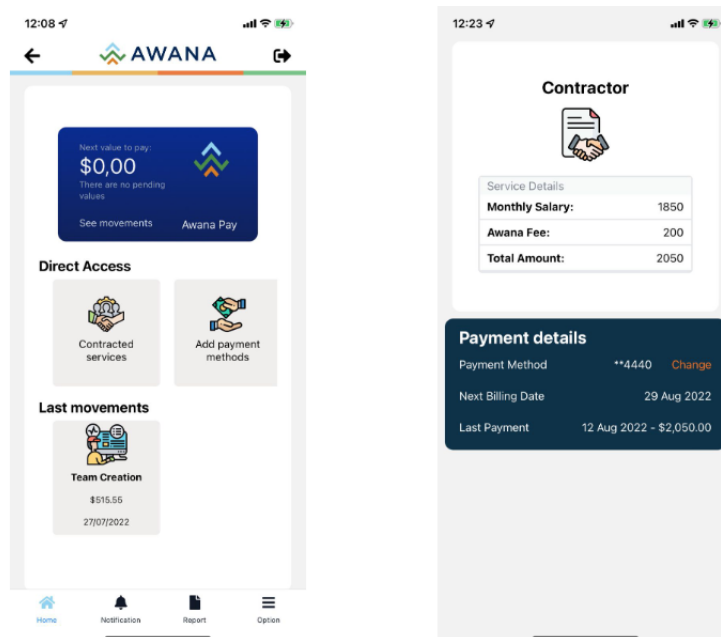 12:08
AWANA
Next value to pay:
$0,00
There are no pending
values
See movements
Awana Pay
Direct Access
Contracted
services
Add payment
methods
Last movements
Team Creation
$515.55
27/07/2022
Home
Notification
Report
Option
12:23
Contractor
Service Details
Monthly Salary: 1850
Awana Fee: 200
Total Amount: 2050
Payment details
Payment Method **4440 Change
Next Billing Date 29 Aug 2022
Last Payment 12 Aug 2022 - $2,050.00